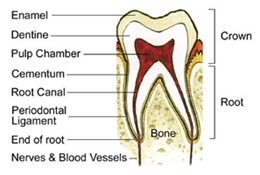 Enamel
Dentine
Pulp Chamber
Cementum
Root Canal
Periodontal
Ligament
End of root
Nerves & Blood Vessels
Crown
Root
Bone